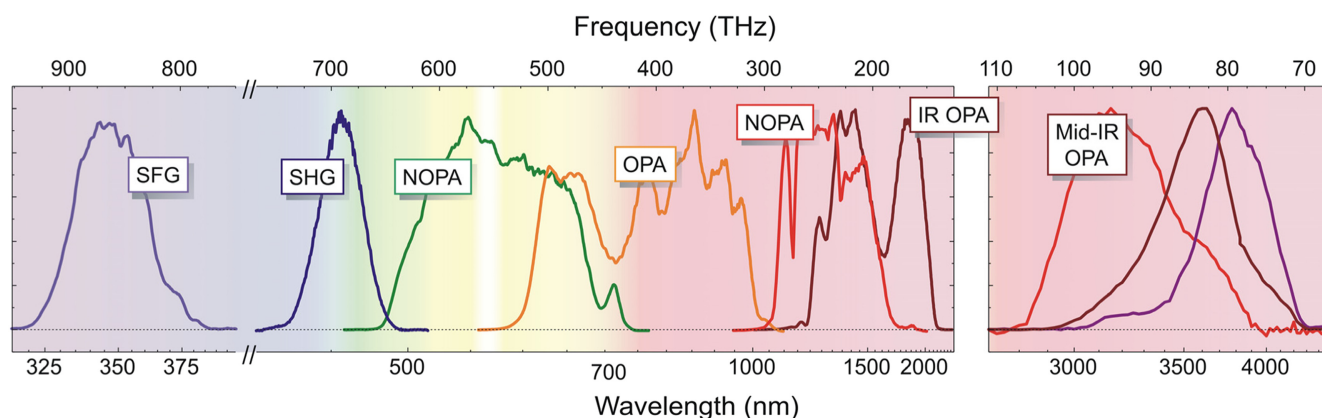 Frequency (THz)
900 800 700 600 500 400 300 200 110 100 90 80 70
SFG
SHG
NOPA
OPA
NOPA
IR OPA
Mid-IR
OPA
325 350 375 500 700 1000 1500 2000 3000 3500 4000
Wavelength (nm)